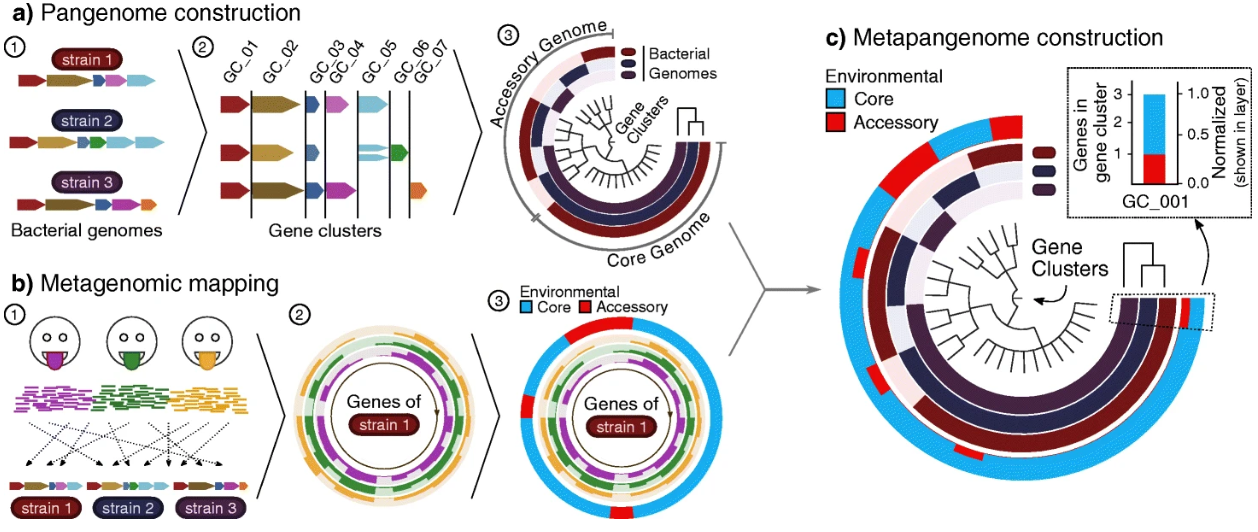 a) Pangenome construction
1
strain 1
strain 2
strain 3
Bacterial genomes
2
GC_01
GC_02
GC_03
GC_04
GC_05
GC_06
GC_07
Gene clusters
3
Accessory Genome
Bacterial
Genomes
Gene
Clusters
Core Genome
b) Metagenomic mapping
1
strain 1
strain 2
strain 3
2
Genes of
strain 1
3
Environmental
Core
Accessory
Genes of
strain 1
c) Metapangenome construction
Environmental
Core
Accessory
Genes in
gene cluster
3
2
1
1.0
0.5
0.0
Normalized
(shown in layer)
GC_001
Gene
Clusters